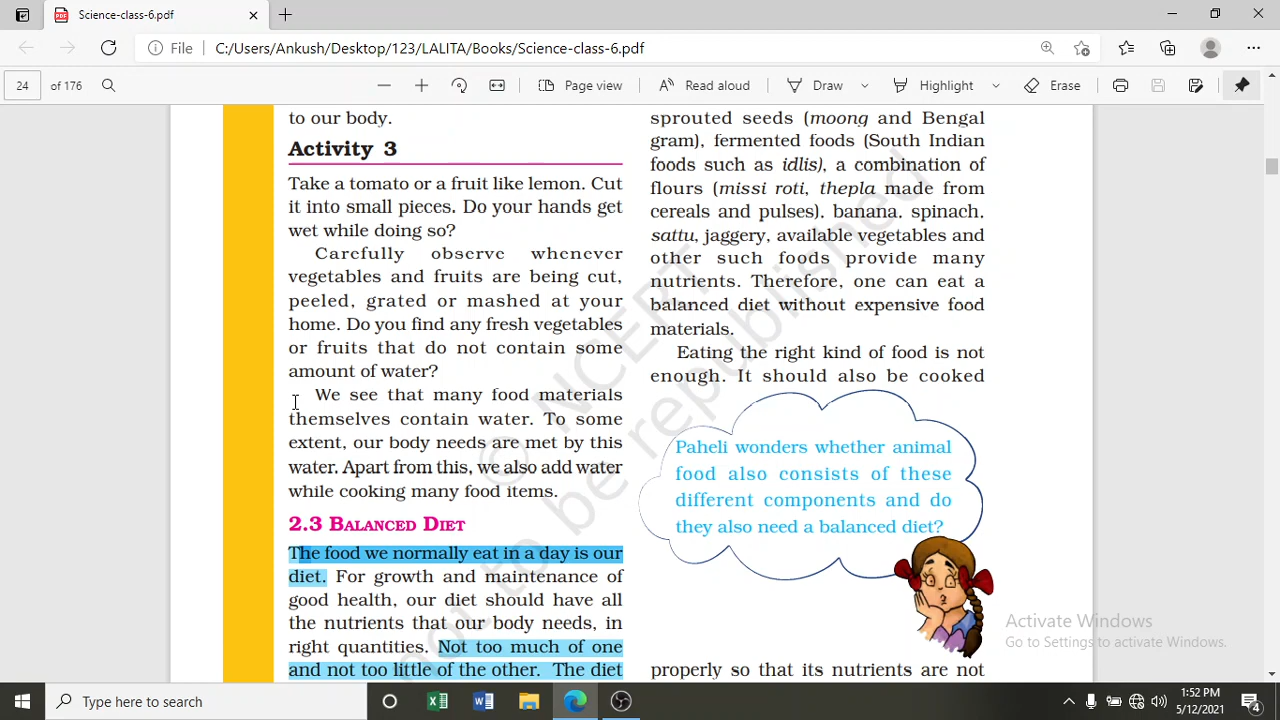 Science-class-6.pdf
File
C:/Users/Ankush/Desktop/123/LALITA/Books/Science-class-6.pdf
24
of 176
Page view
Read aloud
Draw
Highlight
Erase
to our body.
Activity 3
Take a tomato or a fruit like lemon. Cut
it into small pieces. Do your hands get
wet while doing so?
Carefully observe whenever
vegetables and fruits are being cut,
peeled, grated or mashed at your
home. Do you find any fresh vegetables
or fruits that do not contain some
amount of water?
We see that many food materials
themselves contain water. To some
extent, our body needs are met by this
water. Apart from this, we also add water
while cooking many food items.
2.3 BALANCED DIET
The food we normally eat in a day is our
diet. For growth and maintenance of
good health, our diet should have all
the nutrients that our body needs, in
right quantities. Not too much of one
and not too little of the other. The diet
sprouted seeds (moong and Bengal
gram), fermented foods (South Indian
foods such as idlis), a combination of
flours (missi roti, thepla made from
cereals and pulses), banana, spinach,
sattu, jaggery, available vegetables and
other such foods provide many
nutrients. Therefore, one can eat a
balanced diet without expensive food
materials.
Eating the right kind of food is not
enough. It should also be cooked
Paheli wonders whether animal
food also consists of these
different components and do
they also need a balanced diet?
properly so that its nutrients are not
© NCERT
not to be republished
Activate Windows
Go to Settings to activate Windows.
Type here to search
1:52 PM
5/12/2021
4